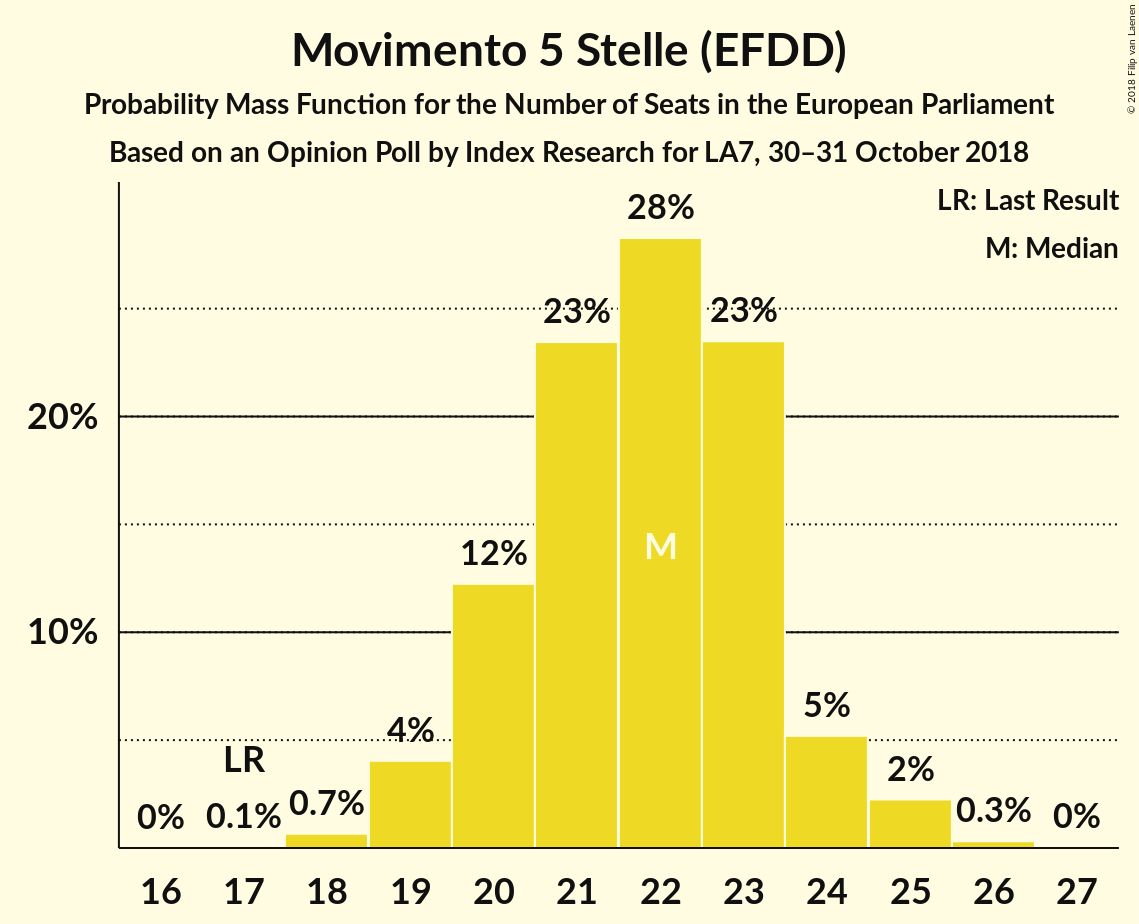 Movimento 5 Stelle (EFDD)
Probability Mass Function for the Number of Seats in the European Parliament
Based on an Opinion Poll by Index Research for LA7, 30–31 October 2018
© 2018 Filip van Laenen
LR: Last Result
M: Median
28%
23%
23%
20%
M
12%
10%
5%
4%
LR
2%
0%
0.1%
0.7%
0.3%
0%
16 17 18 19 20 21 22 23 24 25 26 27